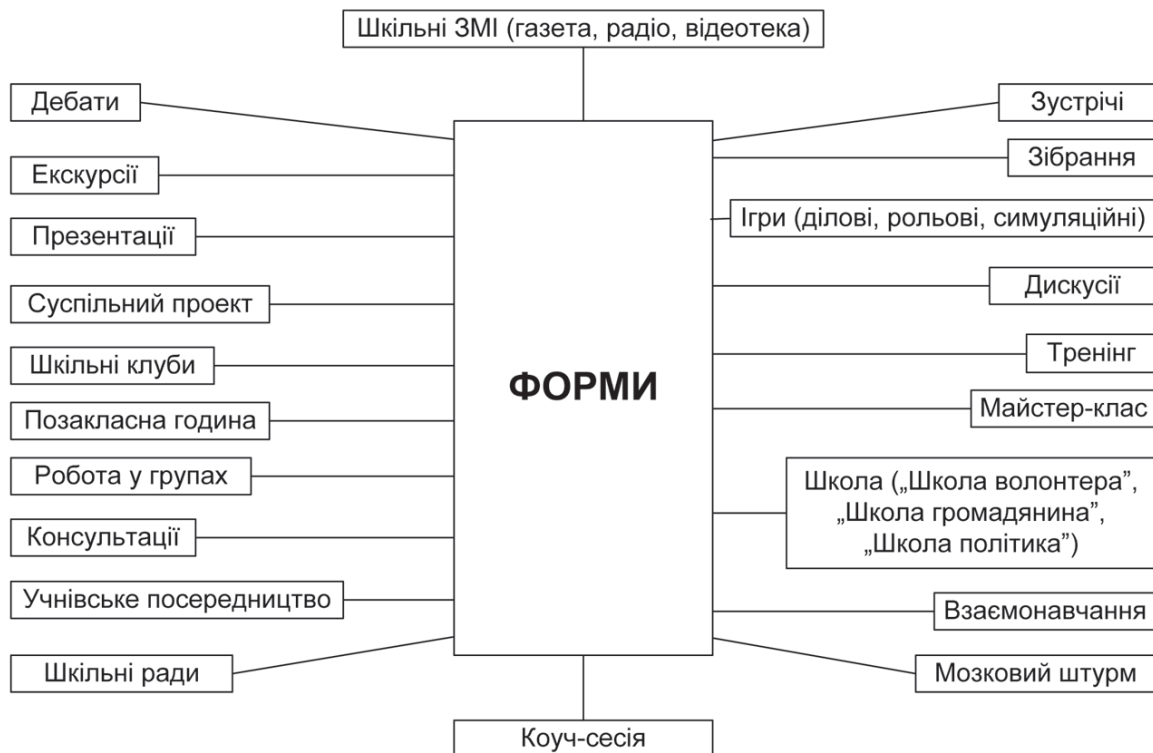 Шкільні ЗМІ (газета, радіо, відеотека)
Дебати
Екскурсії
Презентації
Суспільний проект
Шкільні клуби
Позакласна година
Робота у групах
Консультації
Учнівське посередництво
Шкільні ради
ФОРМИ
Зустрічі
Зібрання
Ігри (ділові, рольові, симуляційні)
Дискусії
Тренінг
Майстер-клас
Школа („Школа волонтера”,
„Школа громадянина”,
„Школа політика”)
Взаємонавчання
Мозковий штурм
Коуч-сесія